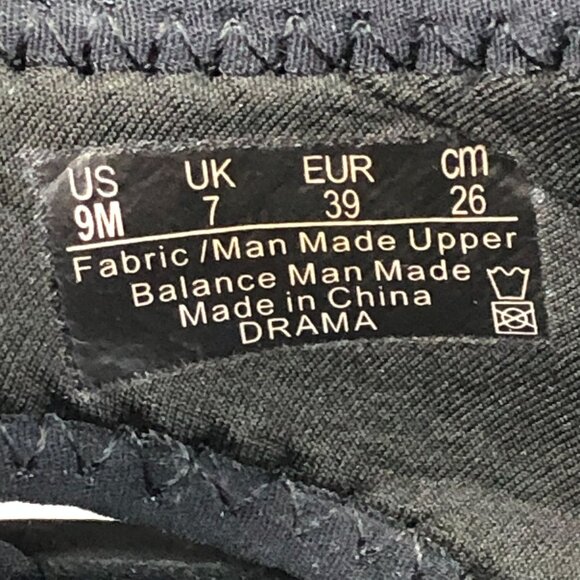 US UK EUR cm
9M 7 39 26
Fabric /Man Made Upper
Balance Man Made
Made in China
DRAMA